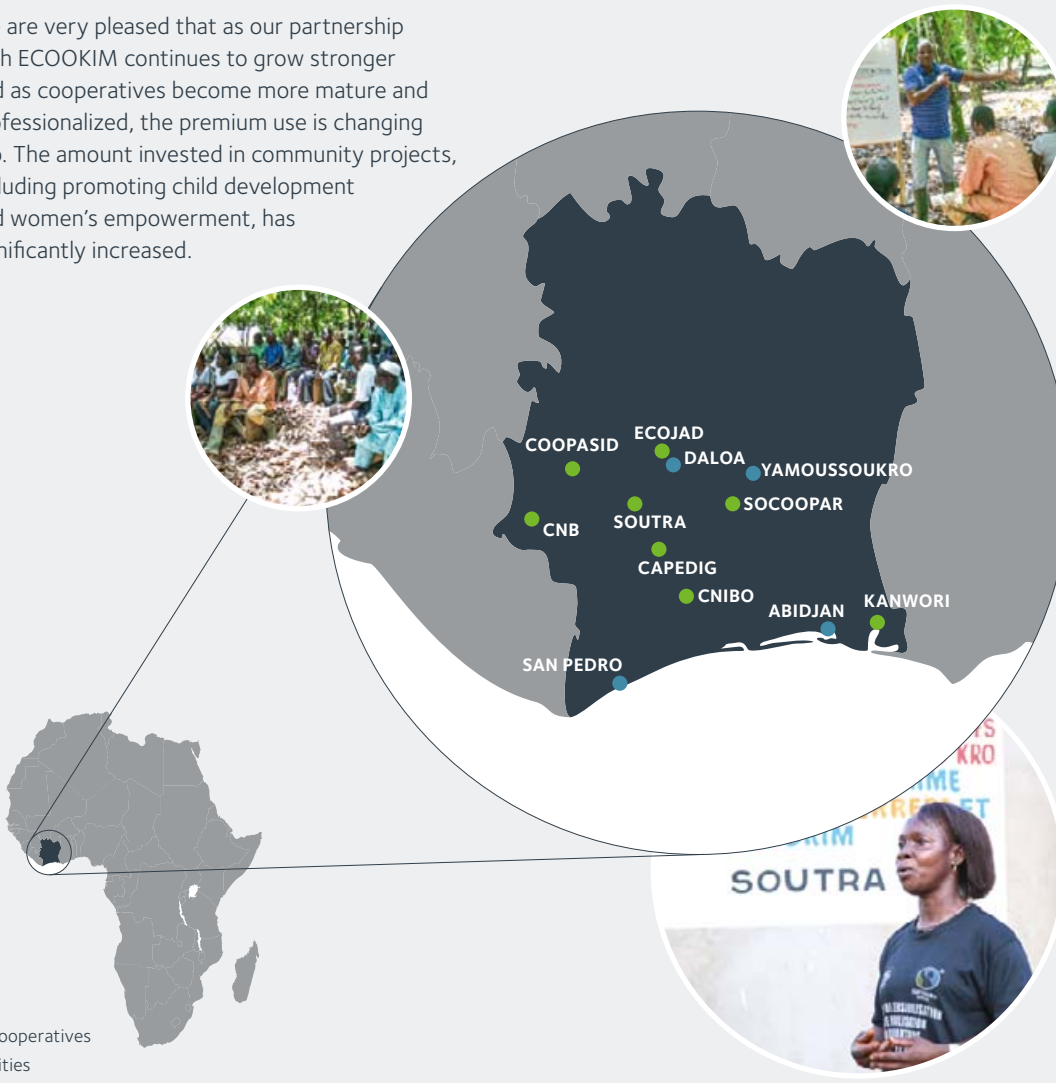 are very pleased that as our partnership
h ECOOKIM continues to grow stronger
d as cooperatives become more mature and
ofessionalized, the premium use is changing
o. The amount invested in community projects,
luding promoting child development
d women's empowerment, has
nificantly increased.
COOPASID
ECOJAD
DALOA
YAMOUSSOUKRO
SOCOOPAR
SOUTRA
CNB
CAPEDIG
CNIBO
ABIDJAN
KANWORI
SAN PEDRO
KRO
ET
SOUTRA
ooperatives
ities